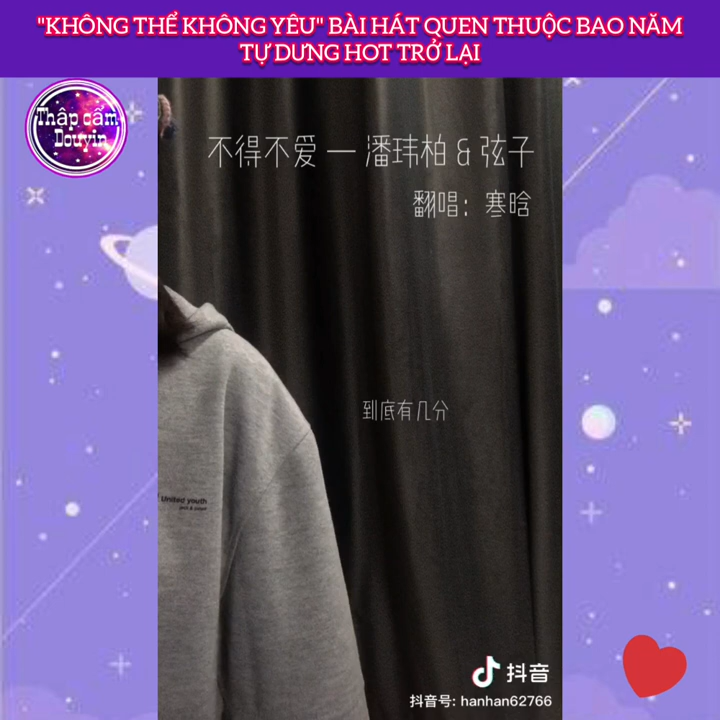 "KHÔNG THỂ KHÔNG YÊU" BÀI HÁT QUEN THUỘC BAO NĂM
TỰ DƯNG HOT TRỞ LẠI
Thập cẩm
Douyin
不得不爱 — 潘玮柏 & 弦子
翻唱：寒晗
到底有几分
United youth
抖音
抖音号: hanhan62766